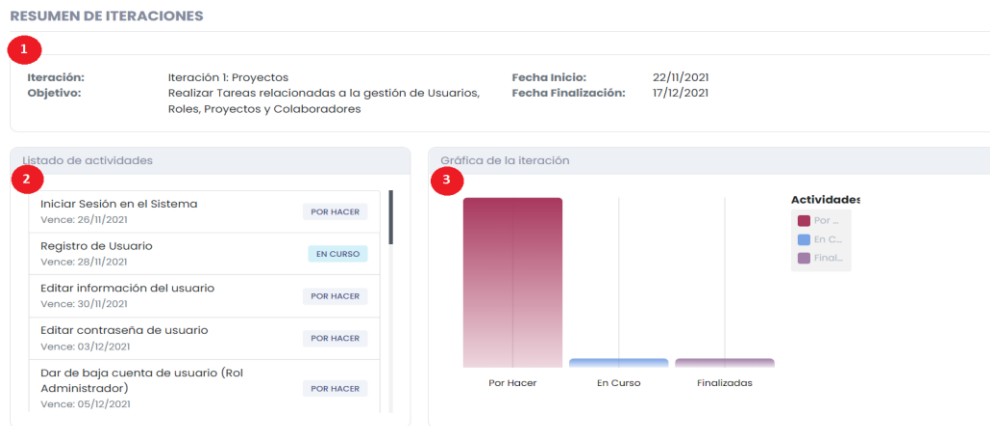 RESUMEN DE ITERACIONES
1
Iteración: Iteración 1: Proyectos Fecha Inicio: 22/11/2021
Objetivo: Realizar Tareas relacionadas a la gestión de Usuarios, Fecha Finalización: 17/12/2021
Roles, Proyectos y Colaboradores
Listado de actividades
2
Iniciar Sesión en el Sistema
Vence: 26/11/2021
POR HACER
Registro de Usuario
Vence: 28/11/2021
EN CURSO
Editar información del usuario
Vence: 30/11/2021
POR HACER
Editar contraseña de usuario
Vence: 03/12/2021
POR HACER
Dar de baja cuenta de usuario (Rol
Administrador)
Vence: 05/12/2021
POR HACER
Gráfica de la iteración
3
Actividades
Por ...
En C...
Final...
Por Hacer En Curso Finalizadas